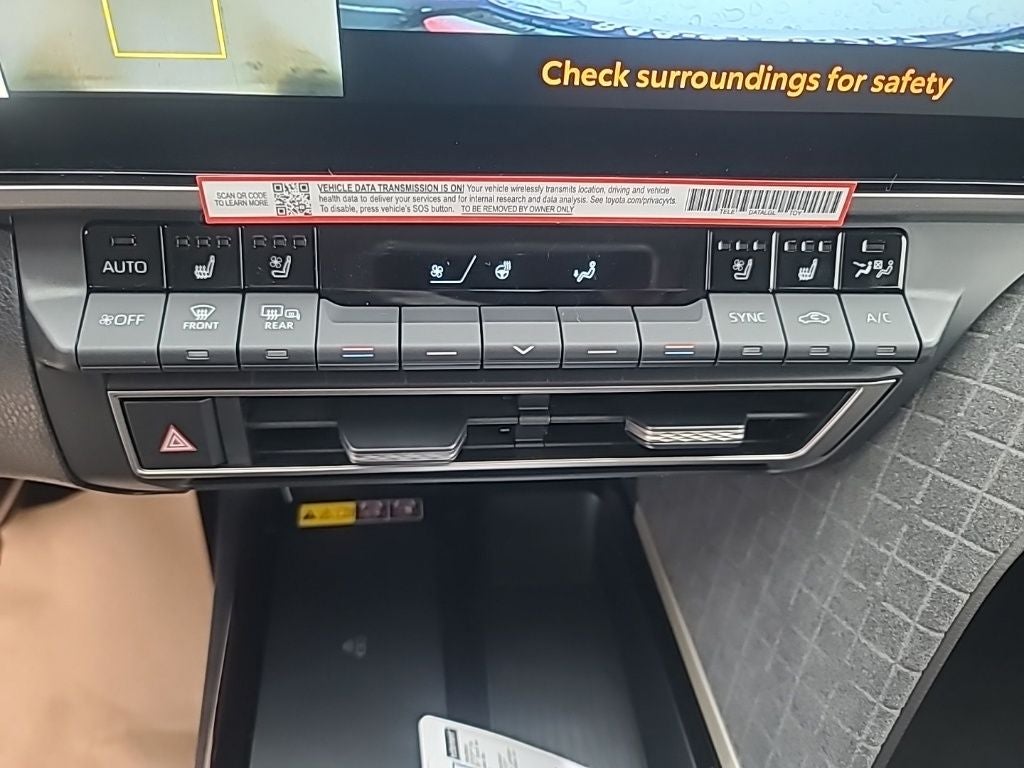 Check surroundings for safety
SCAN QR CODE
TO LEARN MORE
VEHICLE DATA TRANSMISSION IS ON! Your vehicle wirelessly transmits location, driving and vehicle
health data to deliver your services and for internal research and data analysis. See toyota.com/privacyvts.
To disable, press vehicle's SOS button. TO BE REMOVED BY OWNER ONLY
TELE DATALGL TOY
AUTO
OFF
FRONT
REAR
SYNC
A/C